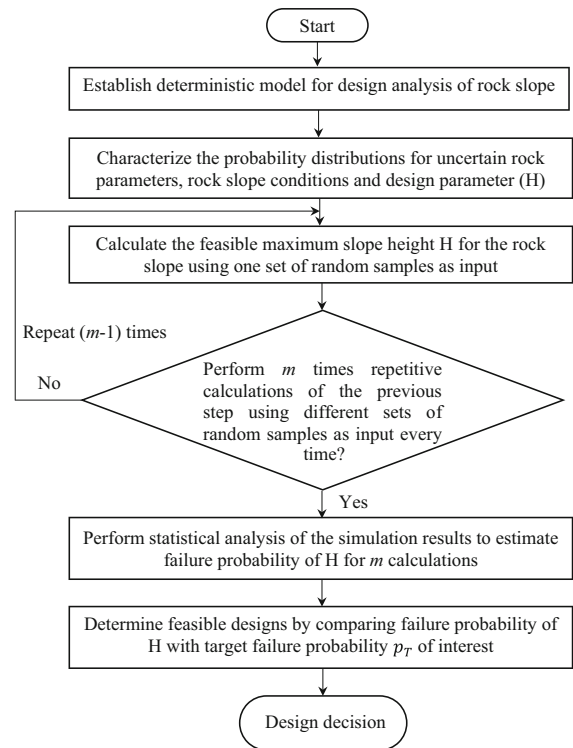 Start
Establish deterministic model for design analysis of rock slope
Characterize the probability distributions for uncertain rock
parameters, rock slope conditions and design parameter (H)
Calculate the feasible maximum slope height H for the rock
slope using one set of random samples as input
Repeat (m-1) times
No
Perform m times repetitive
calculations of the previous
step using different sets of
random samples as input every
time?
Yes
Perform statistical analysis of the simulation results to estimate
failure probability of H for m calculations
Determine feasible designs by comparing failure probability of
H with target failure probability p_T of interest
Design decision